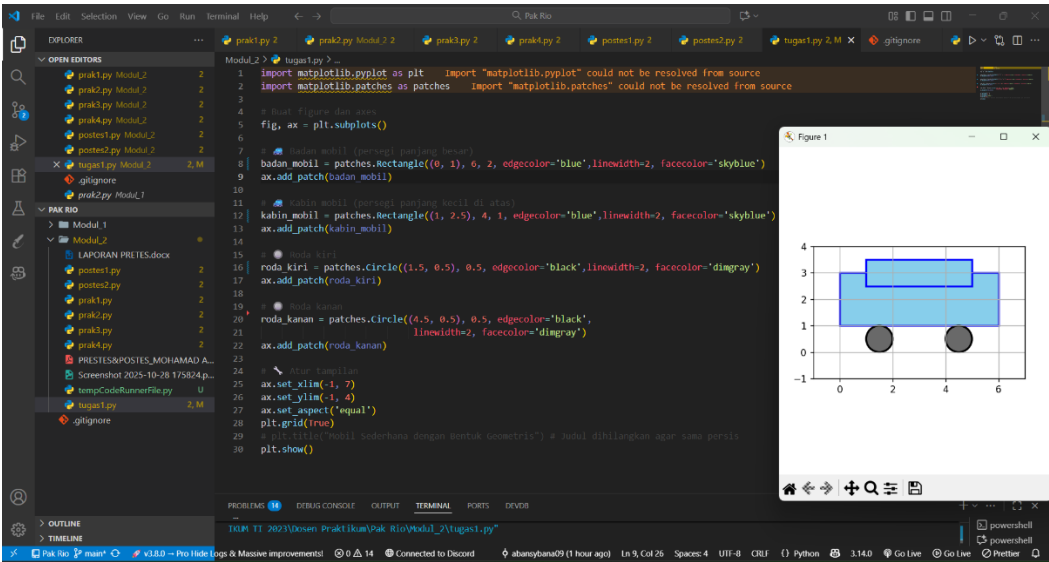 File Edit Selection View Go Run Terminal Help
Pak Rio
EXPLORER
prak1.py 2
prak2.py Modul_2 2
prak3.py 2
prak4.py 2
postes1.py 2
postes2.py 2
tugas1.py 2, M
.gitignore
OPEN EDITORS
prak1.py Modul_2 2
prak2.py Modul_2 2
prak3.py Modul_2 2
prak4.py Modul_2 2
postes1.py Modul_2 2
postes2.py Modul_2 2
tugas1.py Modul_2 2, M
.gitignore
prak2.py Modul_1
PAK RIO
Modul_1
Modul_2
LAPORAN PRETES.docx
postes1.py 2
postes2.py 2
prak1.py 2
prak2.py 2
prak3.py 2
prak4.py 2
PRESTES&POSTES_MOHAMAD A...
Screenshot 2025-10-28 175824.p...
tempCodeRunnerFile.py U
tugas1.py 2, M
.gitignore
OUTLINE
TIMELINE
Modul_2 > tugas1.py > ...
1 import matplotlib.pyplot as plt Import "matplotlib.pyplot" could not be resolved from source
2 import matplotlib.patches as patches Import "matplotlib.patches" could not be resolved from source
3
4 # Buat figure dan axes
5 fig, ax = plt.subplots()
6
7 # 🚙 Badan mobil (persegi panjang besar)
8 badan_mobil = patches.Rectangle((0, 1), 6, 2, edgecolor='blue',linewidth=2, facecolor='skyblue')
9 ax.add_patch(badan_mobil)
10
11 # 🚙 Kabin mobil (persegi panjang kecil di atas)
12 kabin_mobil = patches.Rectangle((1, 2.5), 4, 1, edgecolor='blue',linewidth=2, facecolor='skyblue')
13 ax.add_patch(kabin_mobil)
14
15 # ⚪ Roda kiri
16 roda_kiri = patches.Circle((1.5, 0.5), 0.5, edgecolor='black',linewidth=2, facecolor='dimgray')
17 ax.add_patch(roda_kiri)
18
19 # ⚪ Roda kanan
20 roda_kanan = patches.Circle((4.5, 0.5), 0.5, edgecolor='black',
21 linewidth=2, facecolor='dimgray')
22 ax.add_patch(roda_kanan)
23
24 # 🔧 Atur tampilan
25 ax.set_xlim(-1, 7)
26 ax.set_ylim(-1, 4)
27 ax.set_aspect('equal')
28 plt.grid(True)
29 # plt.title("Mobil Sederhana dengan Bentuk Geometris") # Judul dihilangkan agar sama persis
30 plt.show()
Figure 1
4
3
2
1
0
−1
0 2 4 6
PROBLEMS 14 DEBUG CONSOLE OUTPUT TERMINAL PORTS DEVDB
IKUM TI 2023\Dosen Praktikum\Pak Rio\Modul_2\tugas1.py"
powershell
powershell
Pak Rio main* v3.8.0 → Pro Hide Logs & Massive improvements! 0 14 Connected to Discord abansybana09 (1 hour ago) Ln 9, Col 26 Spaces: 4 UTF-8 CRLF {} Python 3.14.0 Go Live Go Live Prettier